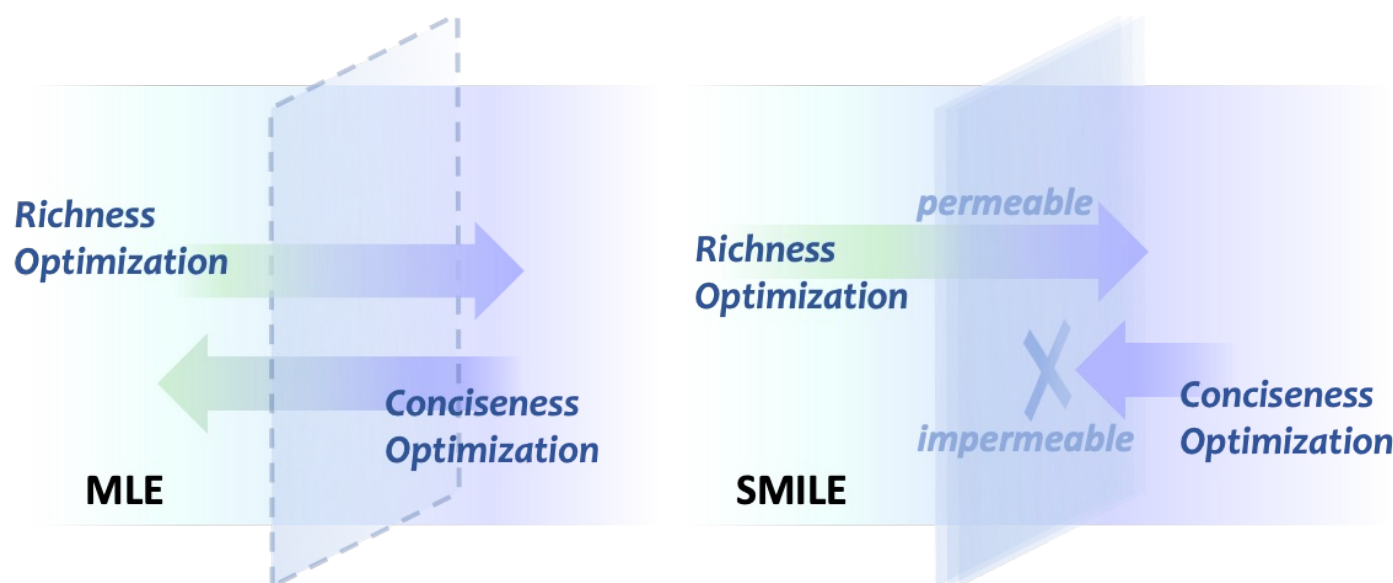 Richness
Optimization
Conciseness
Optimization
MLE
permeable
Richness
Optimization
Conciseness
Optimization
impermeable
SMILE